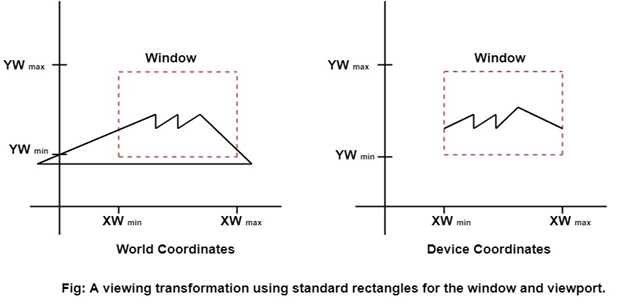 Window
YW max
YW min
XW min
XW max
World Coordinates
Window
YW max
YW min
XW min
XW max
Device Coordinates
Fig: A viewing transformation using standard rectangles for the window and viewport.